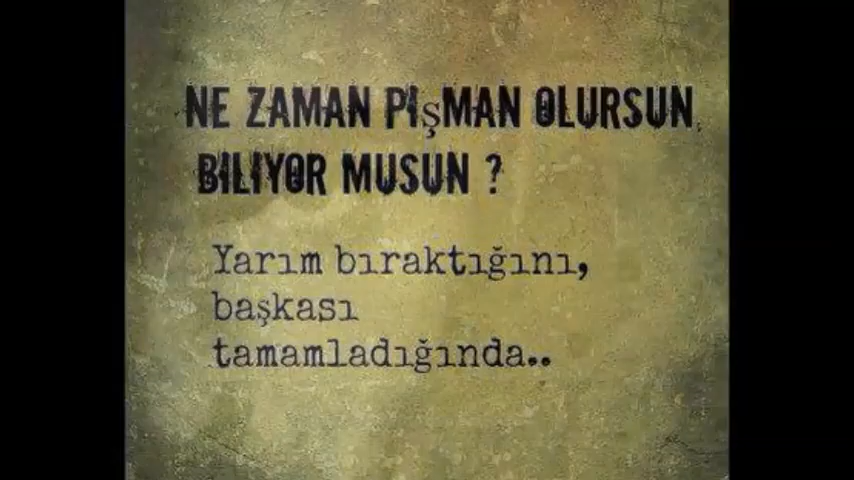 NE ZAMAN PIşMAN OLURSUN,
BILIYOR MUSUN ?
Yarım bıraktığını,
başkası
tamamladığında..